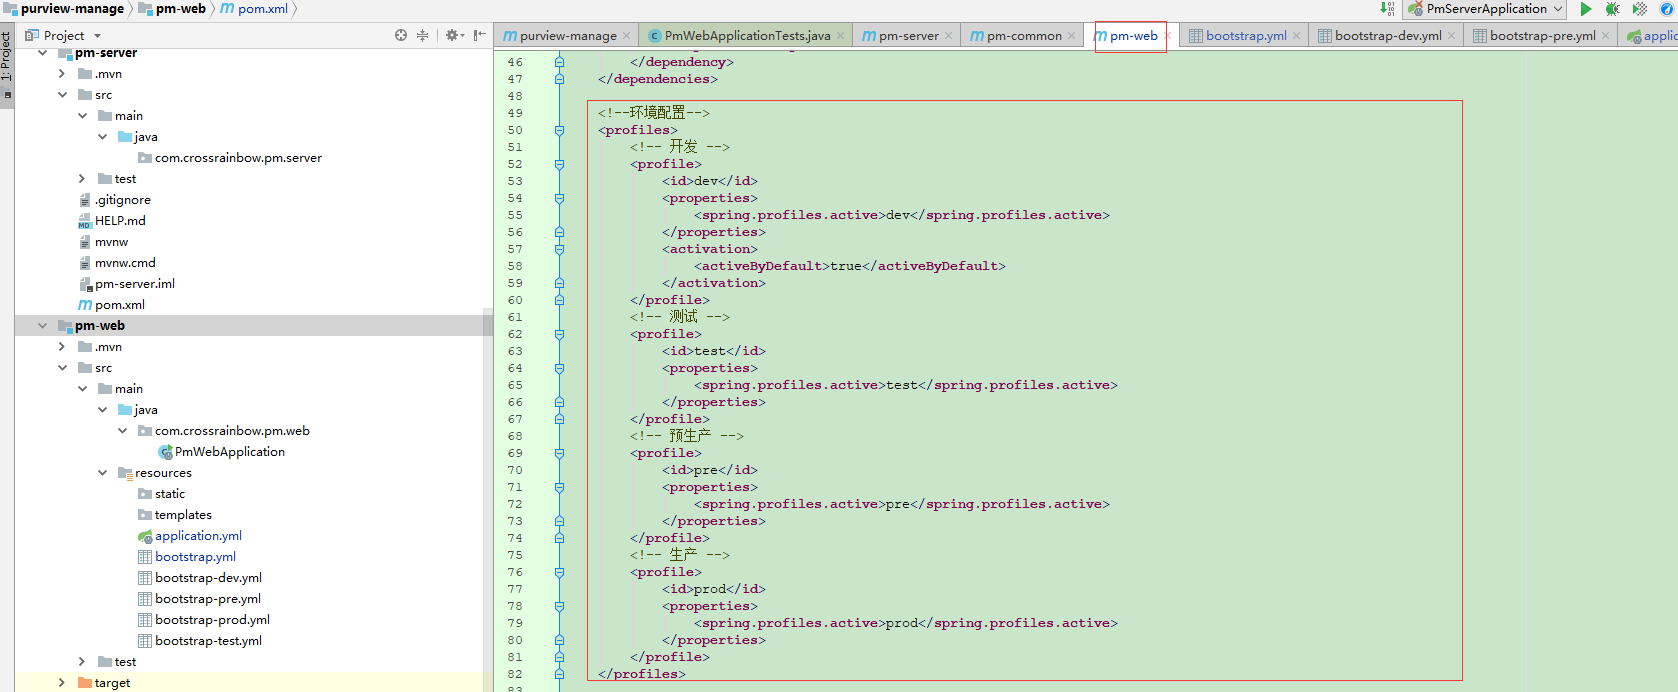 purview-manage pm-web pom.xml
PmServerApplication
1: Project
Project
pm-server
.mvn
src
main
java
com.crossrainbow.pm.server
test
.gitignore
HELP.md
mvnw
mvnw.cmd
pm-server.iml
pom.xml
pm-web
.mvn
src
main
java
com.crossrainbow.pm.web
PmWebApplication
resources
static
templates
application.yml
bootstrap.yml
bootstrap-dev.yml
bootstrap-pre.yml
bootstrap-prod.yml
bootstrap-test.yml
test
target
purview-manage PmWebApplicationTests.java pm-server pm-common pm-web bootstrap.yml bootstrap-dev.yml bootstrap-pre.yml applic
46 </dependency>
47 </dependencies>
48
49 <!--环境配置-->
50 <profiles>
51 <!-- 开发 -->
52 <profile>
53 <id>dev</id>
54 <properties>
55 <spring.profiles.active>dev</spring.profiles.active>
56 </properties>
57 <activation>
58 <activeByDefault>true</activeByDefault>
59 </activation>
60 </profile>
61 <!-- 测试 -->
62 <profile>
63 <id>test</id>
64 <properties>
65 <spring.profiles.active>test</spring.profiles.active>
66 </properties>
67 </profile>
68 <!-- 预生产 -->
69 <profile>
70 <id>pre</id>
71 <properties>
72 <spring.profiles.active>pre</spring.profiles.active>
73 </properties>
74 </profile>
75 <!-- 生产 -->
76 <profile>
77 <id>prod</id>
78 <properties>
79 <spring.profiles.active>prod</spring.profiles.active>
80 </properties>
81 </profile>
82 </profiles>
83